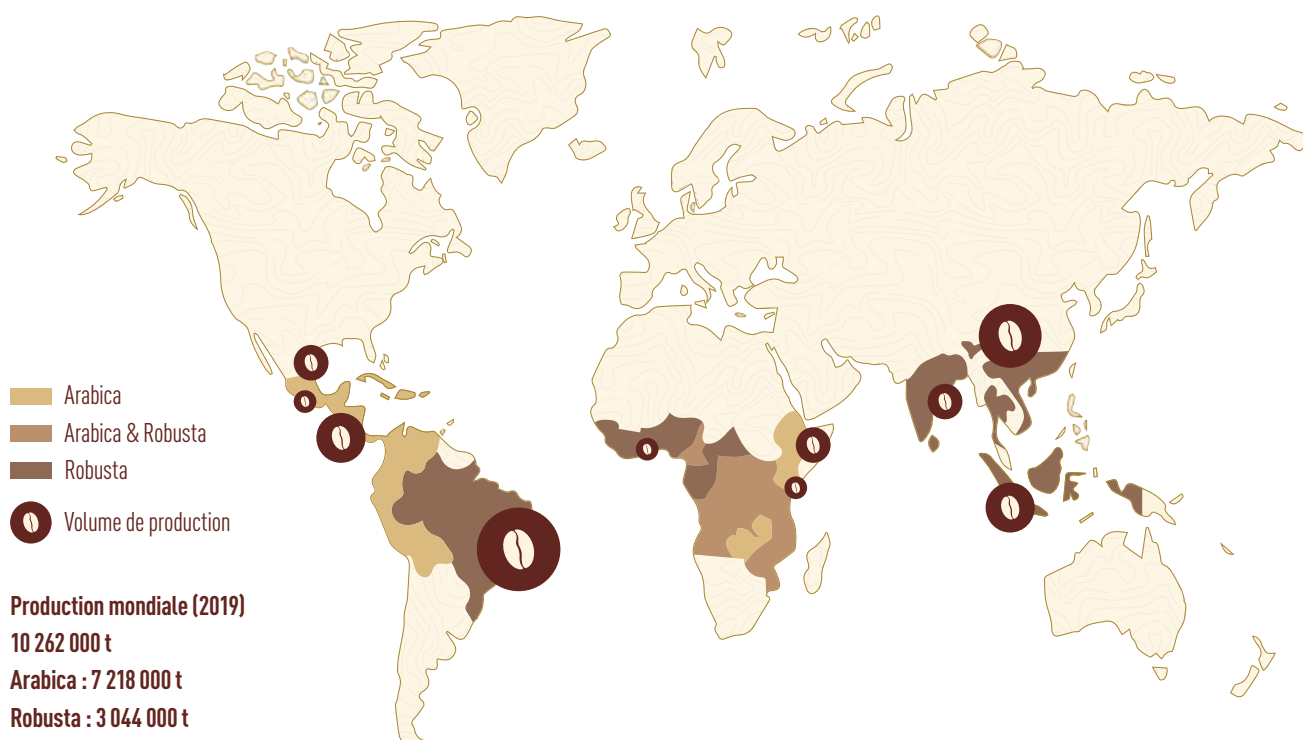 Arabica
Arabica & Robusta
Robusta
Volume de production
Production mondiale (2019)
10 262 000 t
Arabica : 7 218 000 t
Robusta : 3 044 000 t